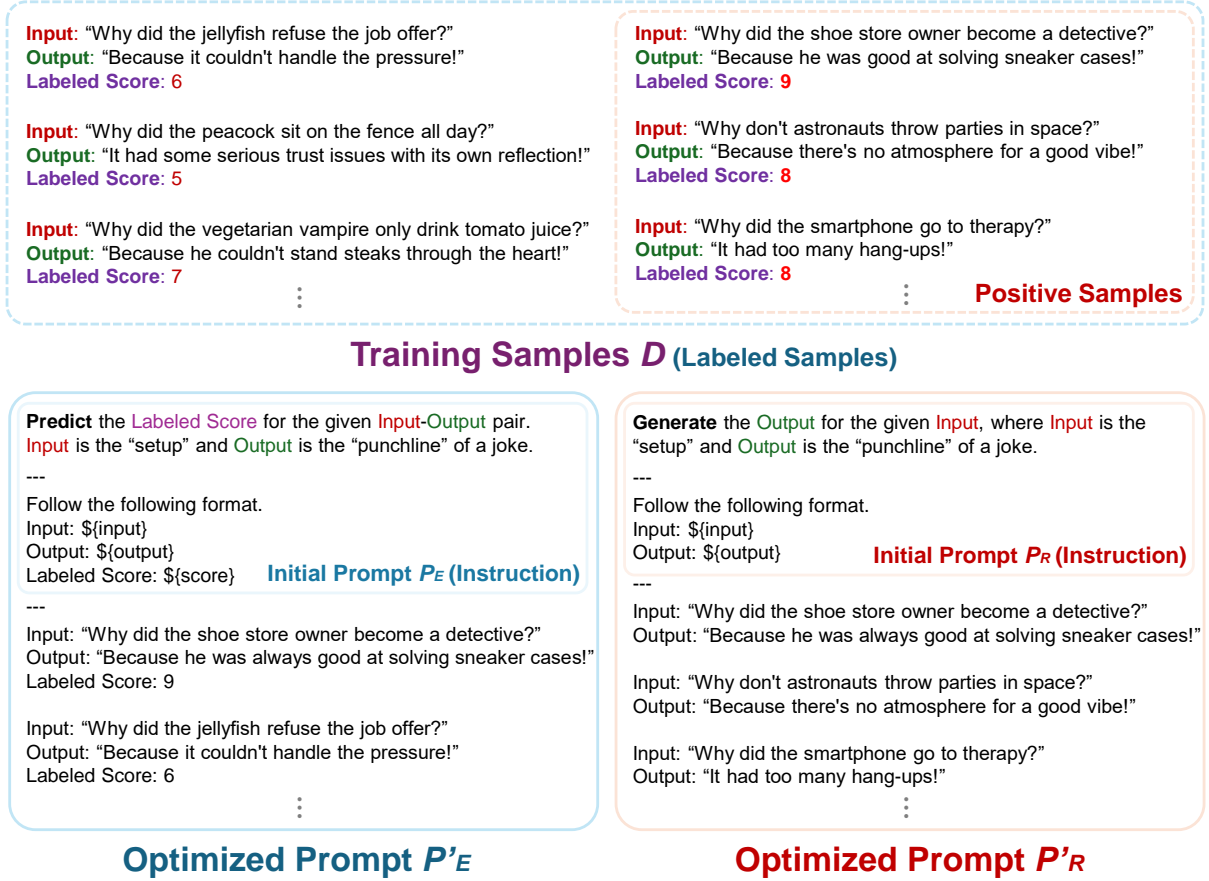 Input: “Why did the jellyfish refuse the job offer?”
Output: “Because it couldn't handle the pressure!”
Labeled Score: 6
Input: “Why did the peacock sit on the fence all day?”
Output: “It had some serious trust issues with its own reflection!”
Labeled Score: 5
Input: “Why did the vegetarian vampire only drink tomato juice?”
Output: “Because he couldn't stand steaks through the heart!”
Labeled Score: 7
Input: “Why did the shoe store owner become a detective?”
Output: “Because he was good at solving sneaker cases!”
Labeled Score: 9
Input: “Why don't astronauts throw parties in space?”
Output: “Because there's no atmosphere for a good vibe!”
Labeled Score: 8
Input: “Why did the smartphone go to therapy?”
Output: “It had too many hang-ups!”
Labeled Score: 8
Positive Samples
Training Samples D (Labeled Samples)
Predict the Labeled Score for the given Input-Output pair.
Input is the “setup” and Output is the “punchline” of a joke.
---
Follow the following format.
Input: ${input}
Output: ${output}
Labeled Score: ${score}
Initial Prompt PE (Instruction)
---
Input: “Why did the shoe store owner become a detective?”
Output: “Because he was always good at solving sneaker cases!”
Labeled Score: 9
Input: “Why did the jellyfish refuse the job offer?”
Output: “Because it couldn't handle the pressure!”
Labeled Score: 6
Optimized Prompt P’E
Generate the Output for the given Input, where Input is the
“setup” and Output is the “punchline” of a joke.
---
Follow the following format.
Input: ${input}
Output: ${output}
Initial Prompt PR (Instruction)
---
Input: “Why did the shoe store owner become a detective?”
Output: “Because he was always good at solving sneaker cases!”
Input: “Why don't astronauts throw parties in space?”
Output: “Because there's no atmosphere for a good vibe!”
Input: “Why did the smartphone go to therapy?”
Output: “It had too many hang-ups!”
Optimized Prompt P’R